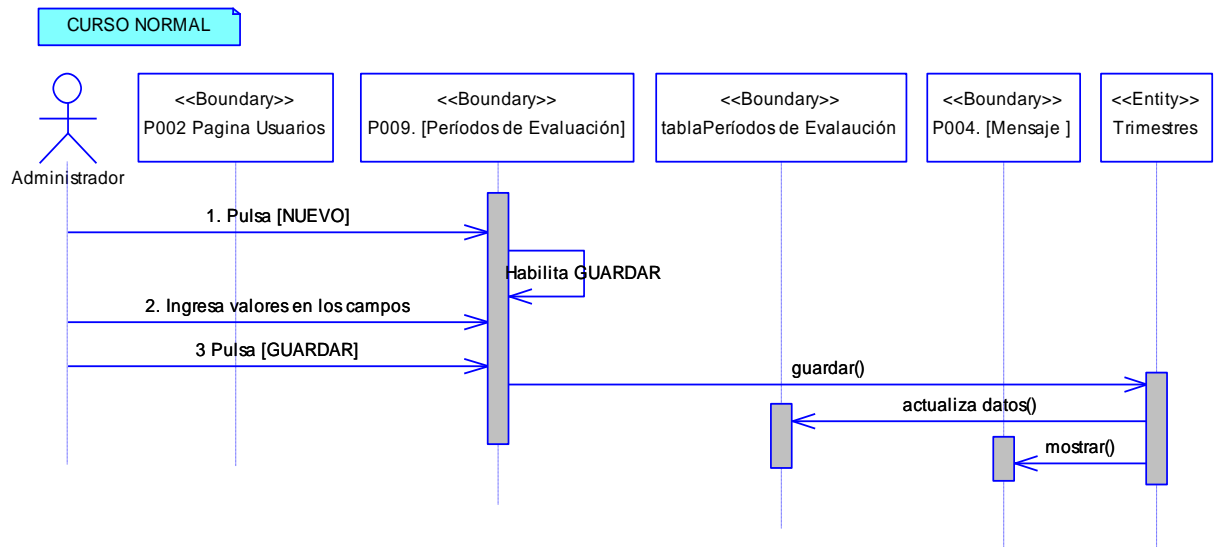 CURSO NORMAL
<<Boundary>>
P002 Pagina Usuarios
<<Boundary>>
P009. [Períodos de Evaluación]
<<Boundary>>
tablaPeríodos de Evalaución
<<Boundary>>
P004. [Mensaje ]
<<Entity>>
Trimestres
Administrador
1. Pulsa [NUEVO]
Habilita GUARDAR
2. Ingresa valores en los campos
3 Pulsa [GUARDAR]
guardar()
actualiza datos()
mostrar()